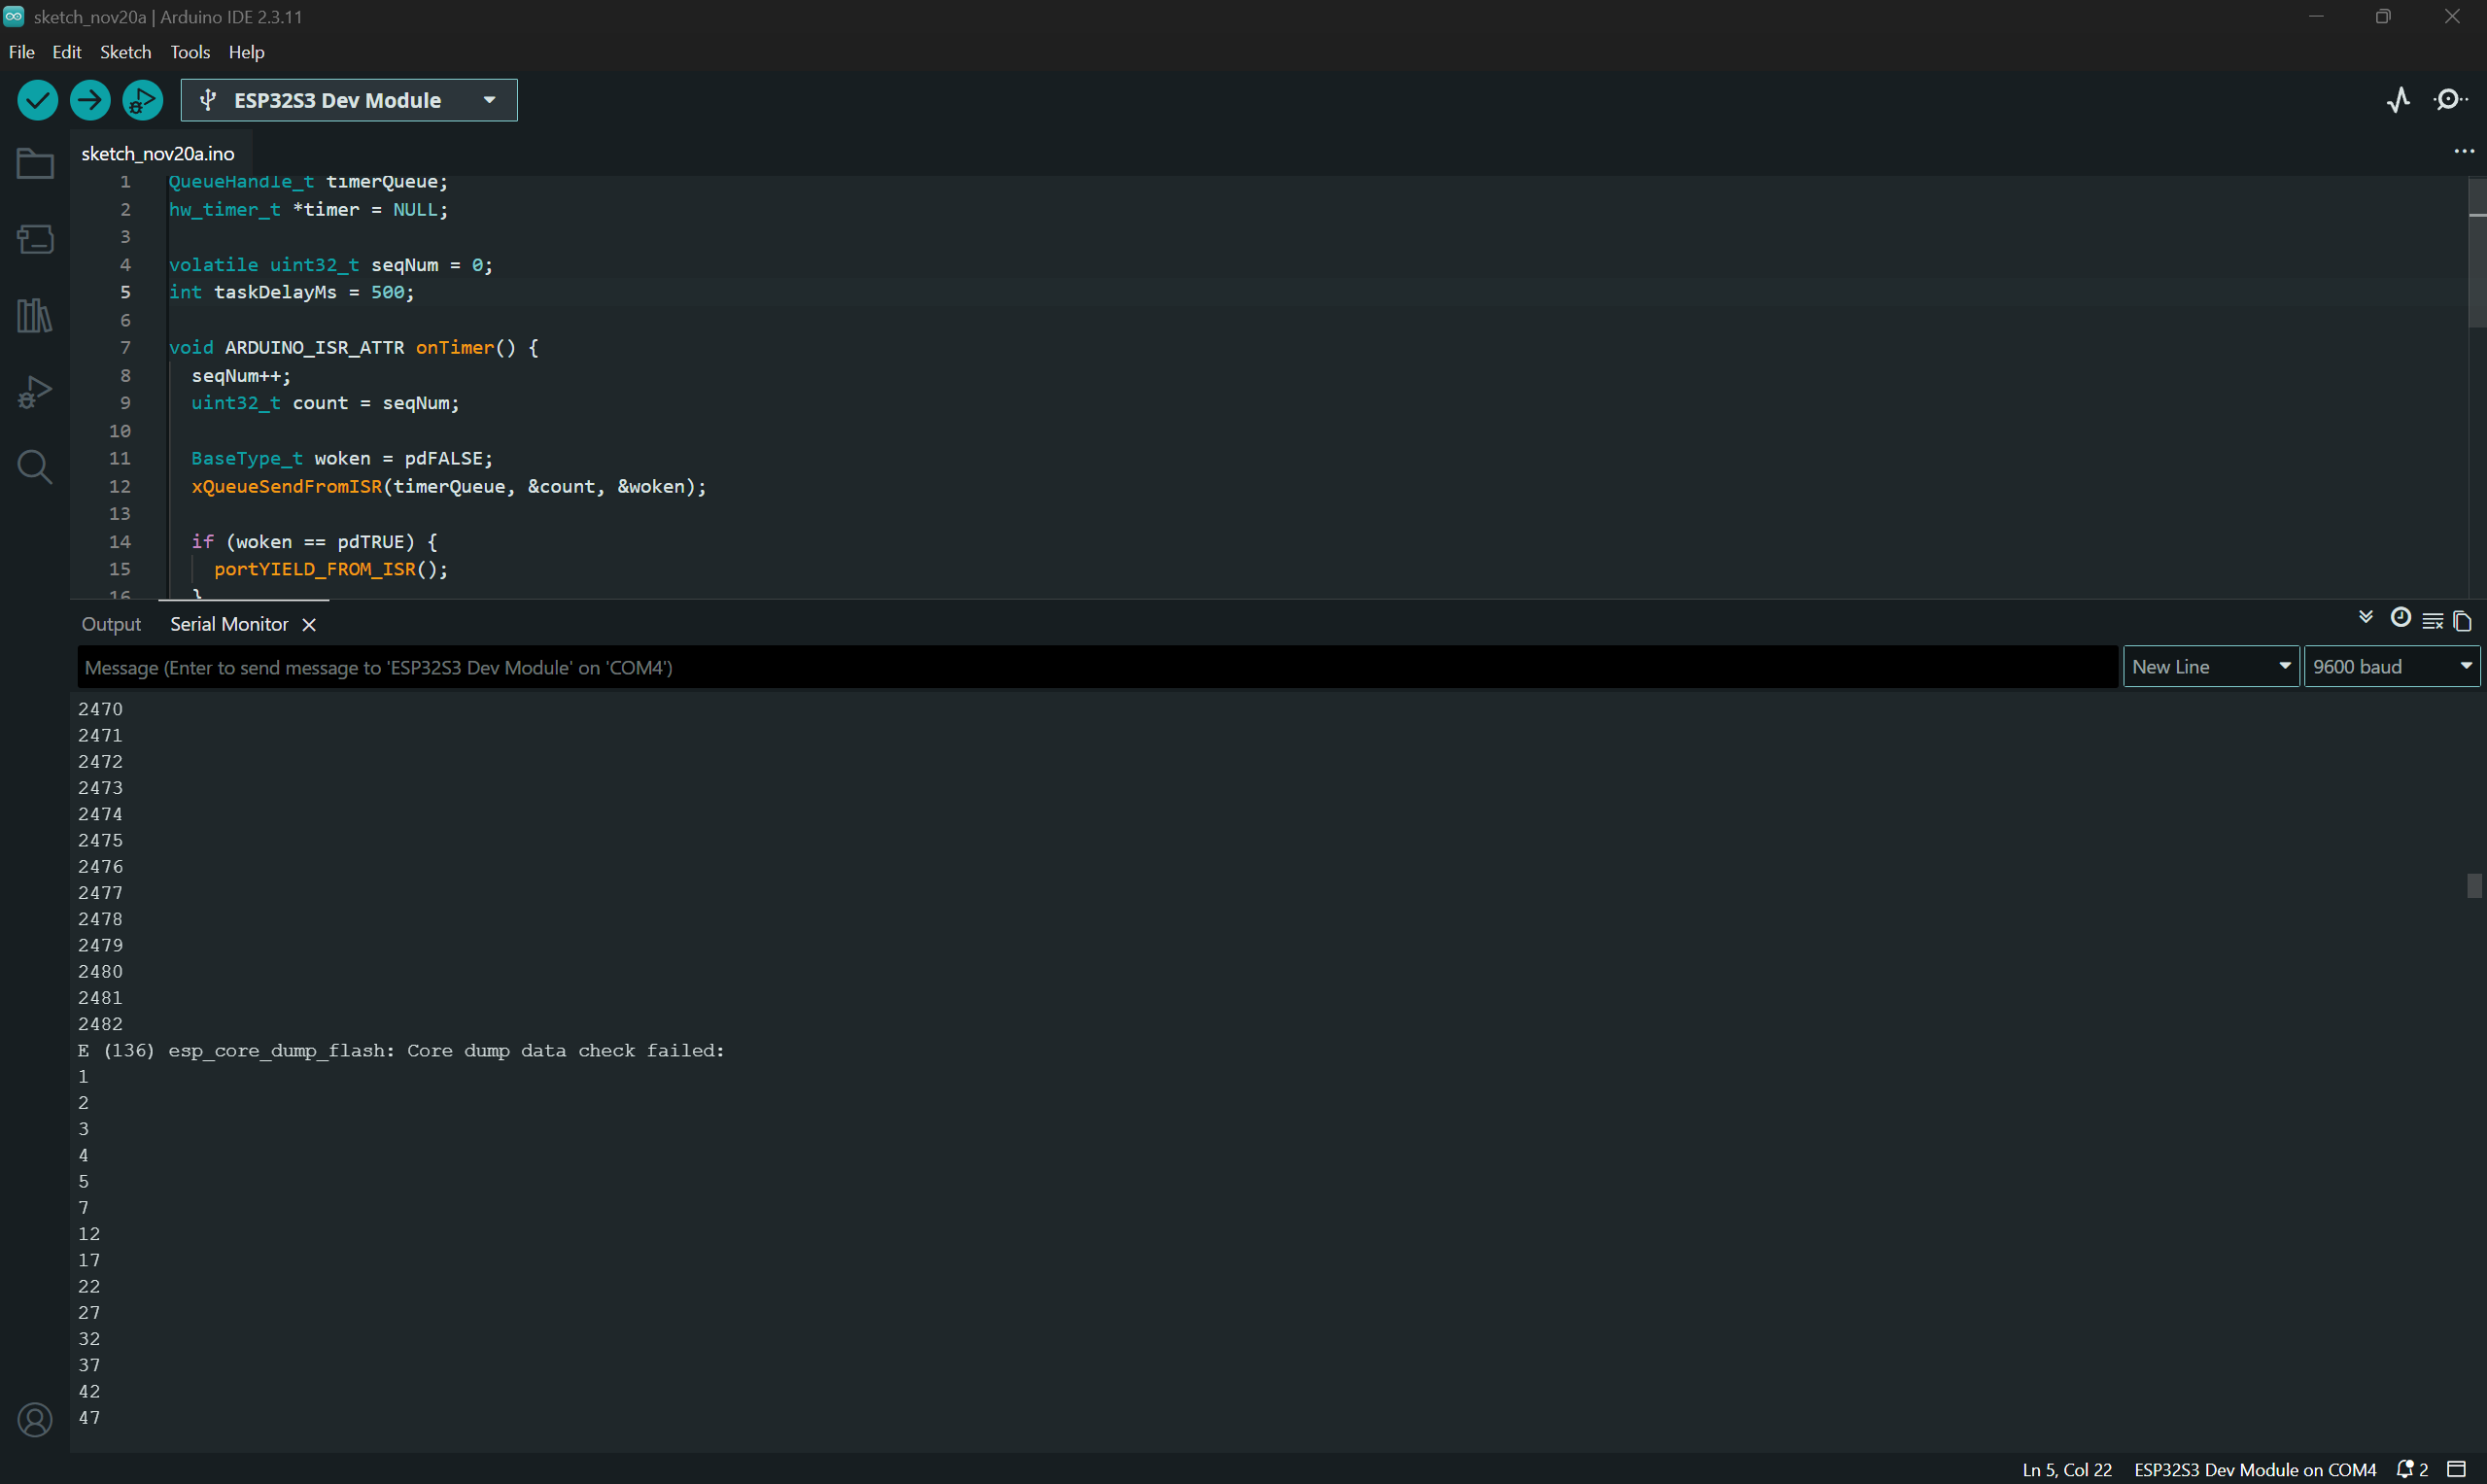 sketch_nov20a | Arduino IDE 2.3.11
File Edit Sketch Tools Help
ESP32S3 Dev Module
sketch_nov20a.ino
1 QueueHandle_t timerQueue;
2 hw_timer_t *timer = NULL;
3
4 volatile uint32_t seqNum = 0;
5 int taskDelayMs = 500;
6
7 void ARDUINO_ISR_ATTR onTimer() {
8 seqNum++;
9 uint32_t count = seqNum;
10
11 BaseType_t woken = pdFALSE;
12 xQueueSendFromISR(timerQueue, &count, &woken);
13
14 if (woken == pdTRUE) {
15 portYIELD_FROM_ISR();
16 }
Output Serial Monitor
Message (Enter to send message to 'ESP32S3 Dev Module' on 'COM4') New Line 9600 baud
2470
2471
2472
2473
2474
2475
2476
2477
2478
2479
2480
2481
2482
E (136) esp_core_dump_flash: Core dump data check failed:
1
2
3
4
5
7
12
17
22
27
32
37
42
47
Ln 5, Col 22 ESP32S3 Dev Module on COM4 2